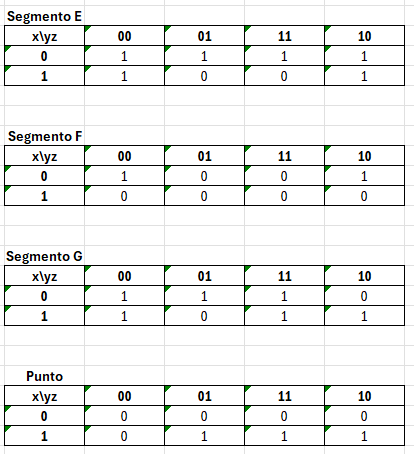 Segmento E
x\yz 00 01 11 10
0 1 1 1 1
1 1 0 0 1
Segmento F
x\yz 00 01 11 10
0 1 0 0 1
1 0 0 0 0
Segmento G
x\yz 00 01 11 10
0 1 1 1 0
1 1 0 1 1
Punto
x\yz 00 01 11 10
0 0 0 0 0
1 0 1 1 1